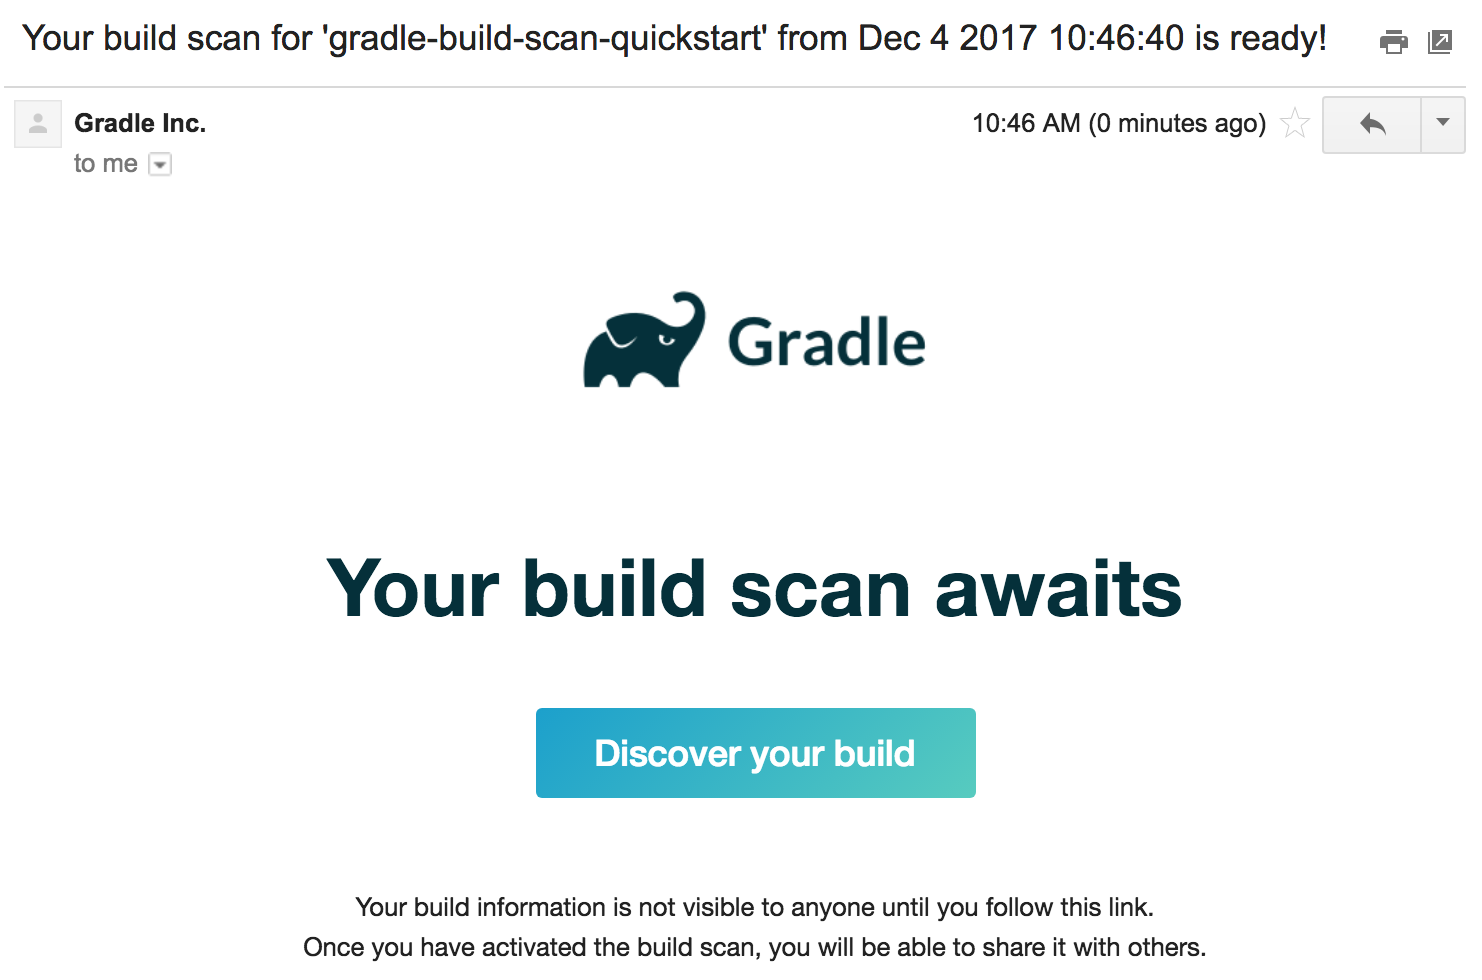 Your build scan for 'gradle-build-scan-quickstart' from Dec 4 2017 10:46:40 is ready!
Gradle Inc.
10:46 AM (0 minutes ago)
to me
Gradle
Your build scan awaits
Discover your build
Your build information is not visible to anyone until you follow this link.
Once you have activated the build scan, you will be able to share it with others.